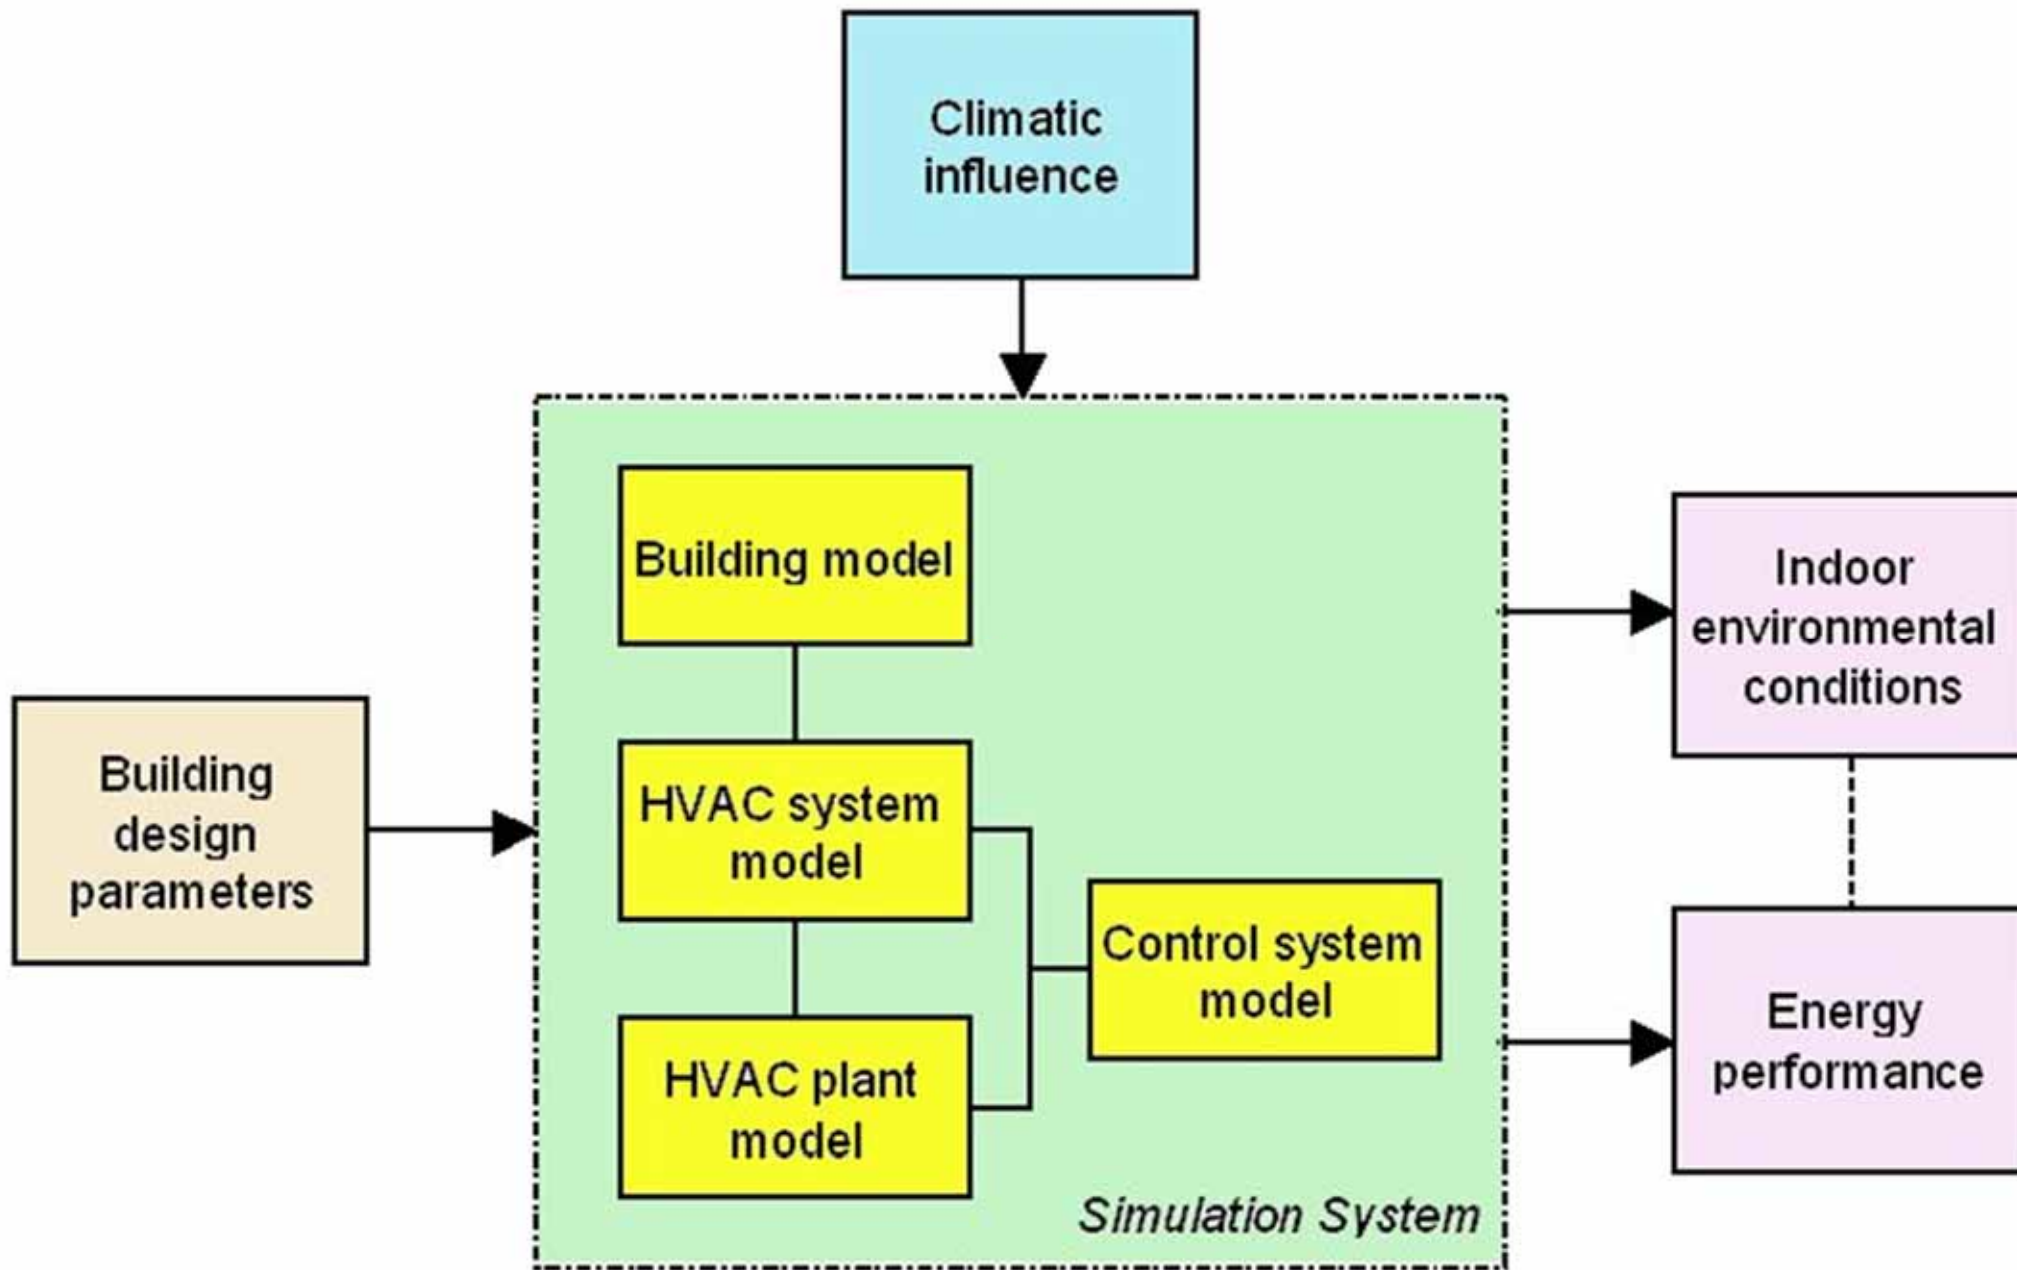 Climatic
influence
Building model
Indoor
environmental
conditions
Building
design
parameters
HVAC system
model
Control system
model
Energy
performance
HVAC plant
model
Simulation System